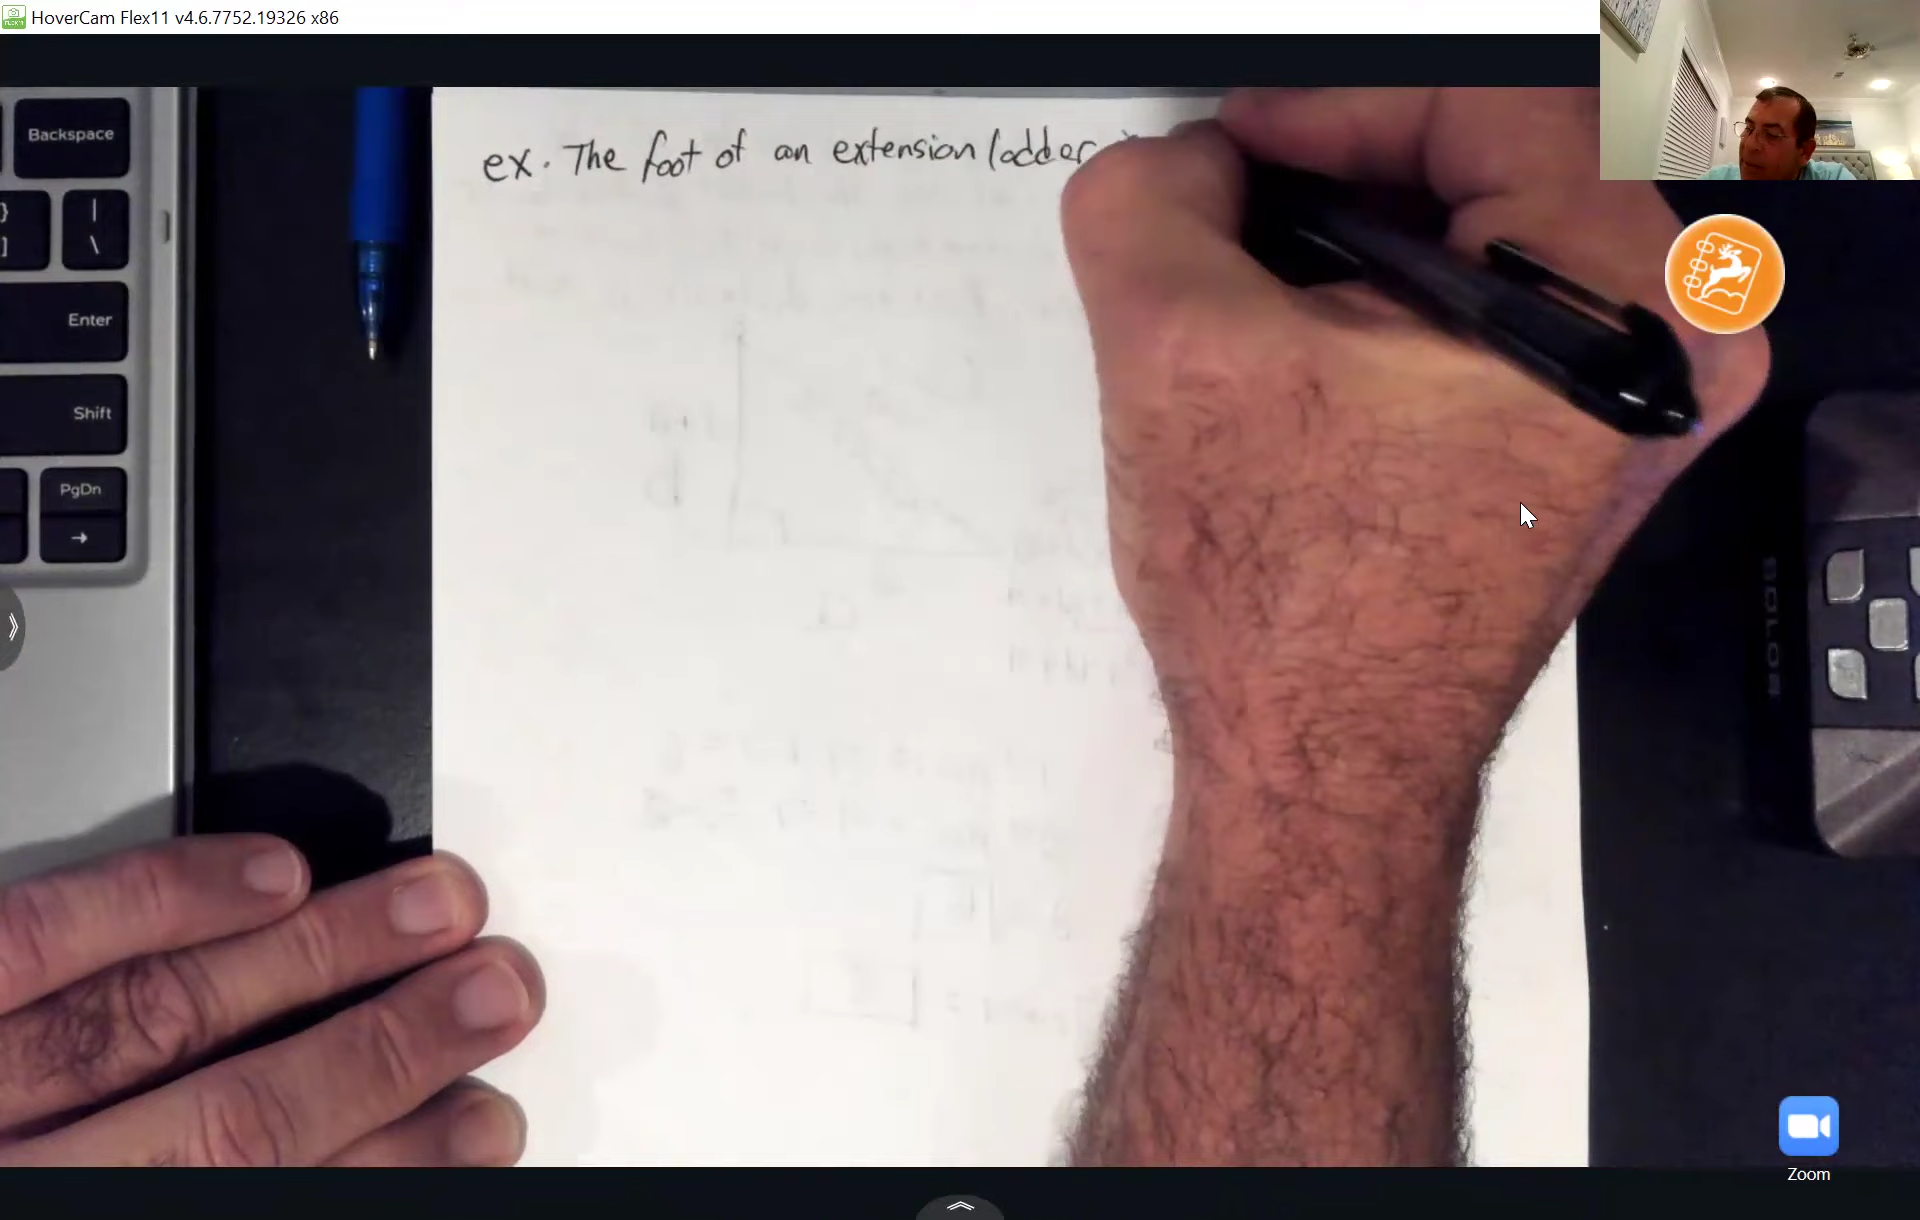 HoverCam Flex11 v4.6.7752.19326 x86
Backspace
}
]
|
\
Enter
Shift
PgDn
ex. The foot of an extension ladder
BOLOS
Zoom